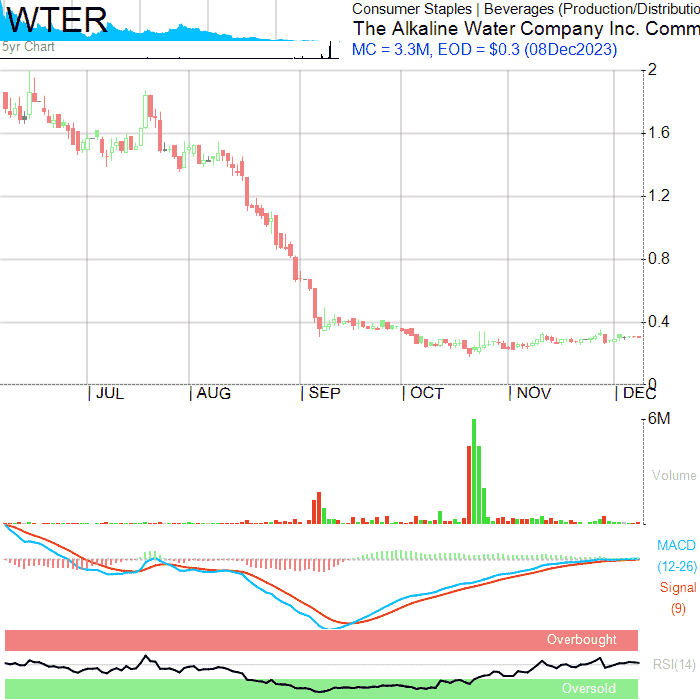 WTER
Consumer Staples | Beverages (Production/Distributio
The Alkaline Water Company Inc. Comm
5yr Chart
MC = 3.3M, EOD = $0.3 (08Dec2023)
2
1.6
1.2
0.8
0.4
0
JUL AUG SEP OCT NOV DEC
6M
Volume
MACD
(12-26)
Signal
(9)
Overbought
RSI(14)
Oversold